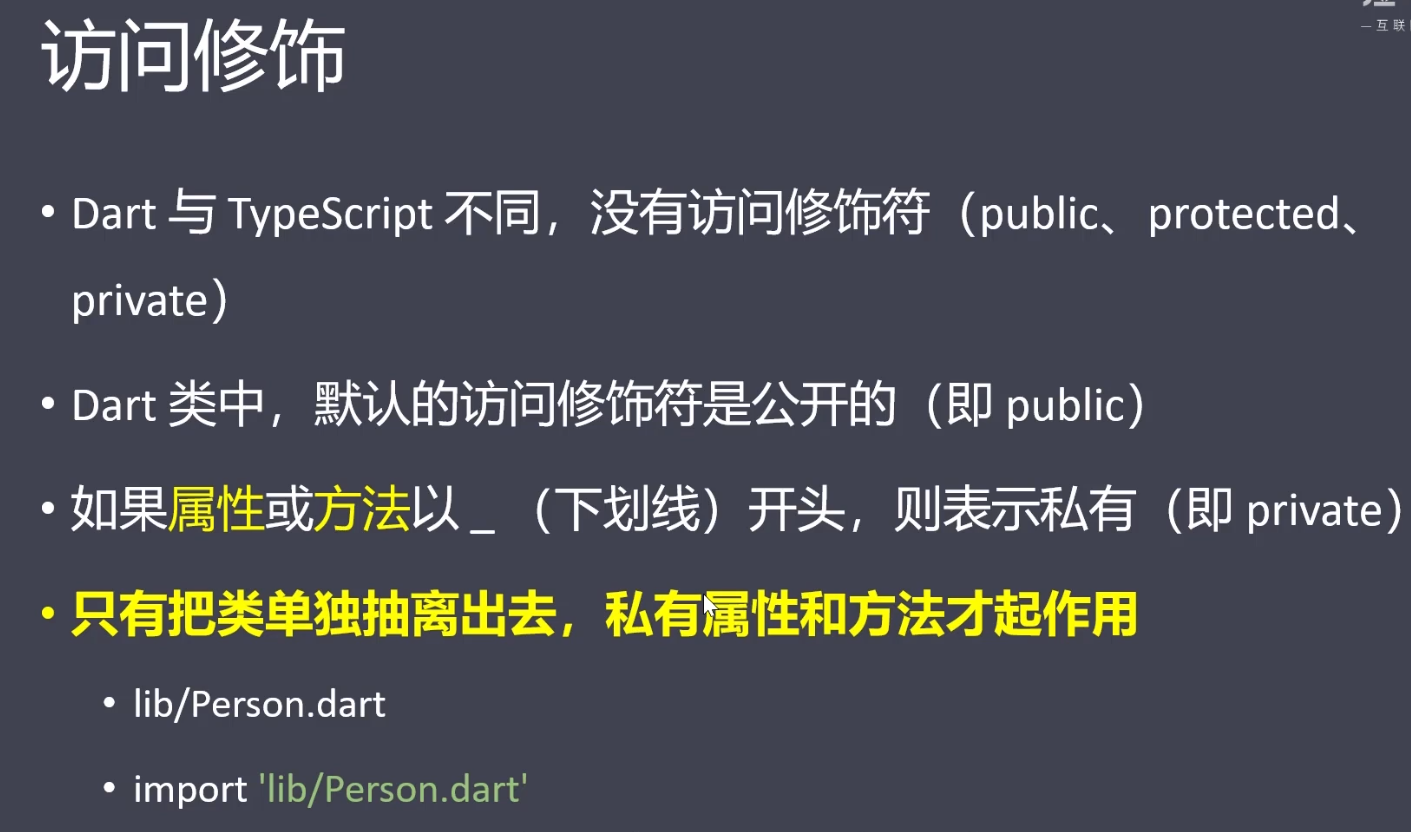 访问修饰
一 互 联
• Dart 与 TypeScript 不同，没有访问修饰符（public、protected、
private）
• Dart 类中，默认的访问修饰符是公开的（即 public）
• 如果属性或方法以 _ （下划线）开头，则表示私有（即 private）
• 只有把类单独抽离出去，私有属性和方法才起作用
• lib/Person.dart
• import 'lib/Person.dart'